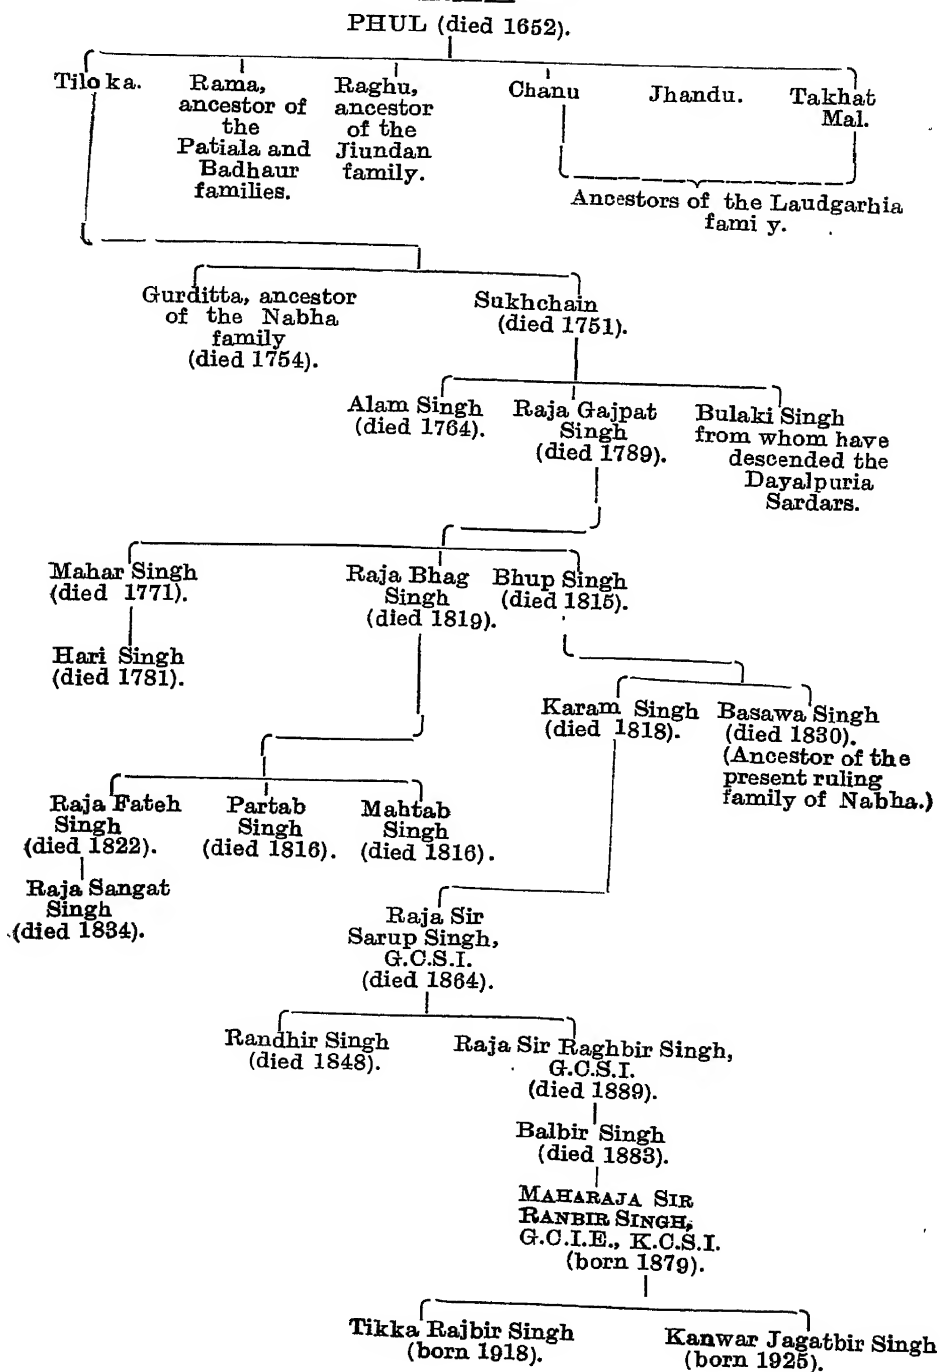 PHUL (died 1652).
Tiloka.
Rama,
ancestor of
the
Patiala and
Badhaur
families.
Raghu,
ancestor
of the
Jiundan
family.
Chanu
Jhandu.
Takhat
Mal.
Ancestors of the Laudgarhia
fami y.
Gurditta, ancestor
of the Nabha
family
(died 1754).
Sukhchain
(died 1751).
Alam Singh
(died 1764).
Raja Gajpat
Singh
(died 1789).
Bulaki Singh
from whom have
descended the
Dayalpuria
Sardars.
Mahar Singh
(died 1771).
Hari Singh
(died 1781).
Raja Bhag
Singh
(died 1819).
Bhup Singh
(died 1815).
Karam Singh
(died 1818).
Basawa Singh
(died 1830).
(Ancestor of the
present ruling
family of Nabha.)
Raja Fateh
Singh
(died 1822).
Raja Sangat
Singh
(died 1834).
Partab
Singh
(died 1816).
Mahtab
Singh
(died 1816).
Raja Sir
Sarup Singh,
G.C.S.I.
(died 1864).
Randhir Singh
(died 1848).
Raja Sir Raghbir Singh,
G.C.S.I.
(died 1889).
Balbir Singh
(died 1883).
MAHARAJA SIR
RANBIR SINGH,
G.C.I.E., K.C.S.I.
(born 1879).
Tikka Rajbir Singh
(born 1918).
Kanwar Jagatbir Singh
(born 1925).